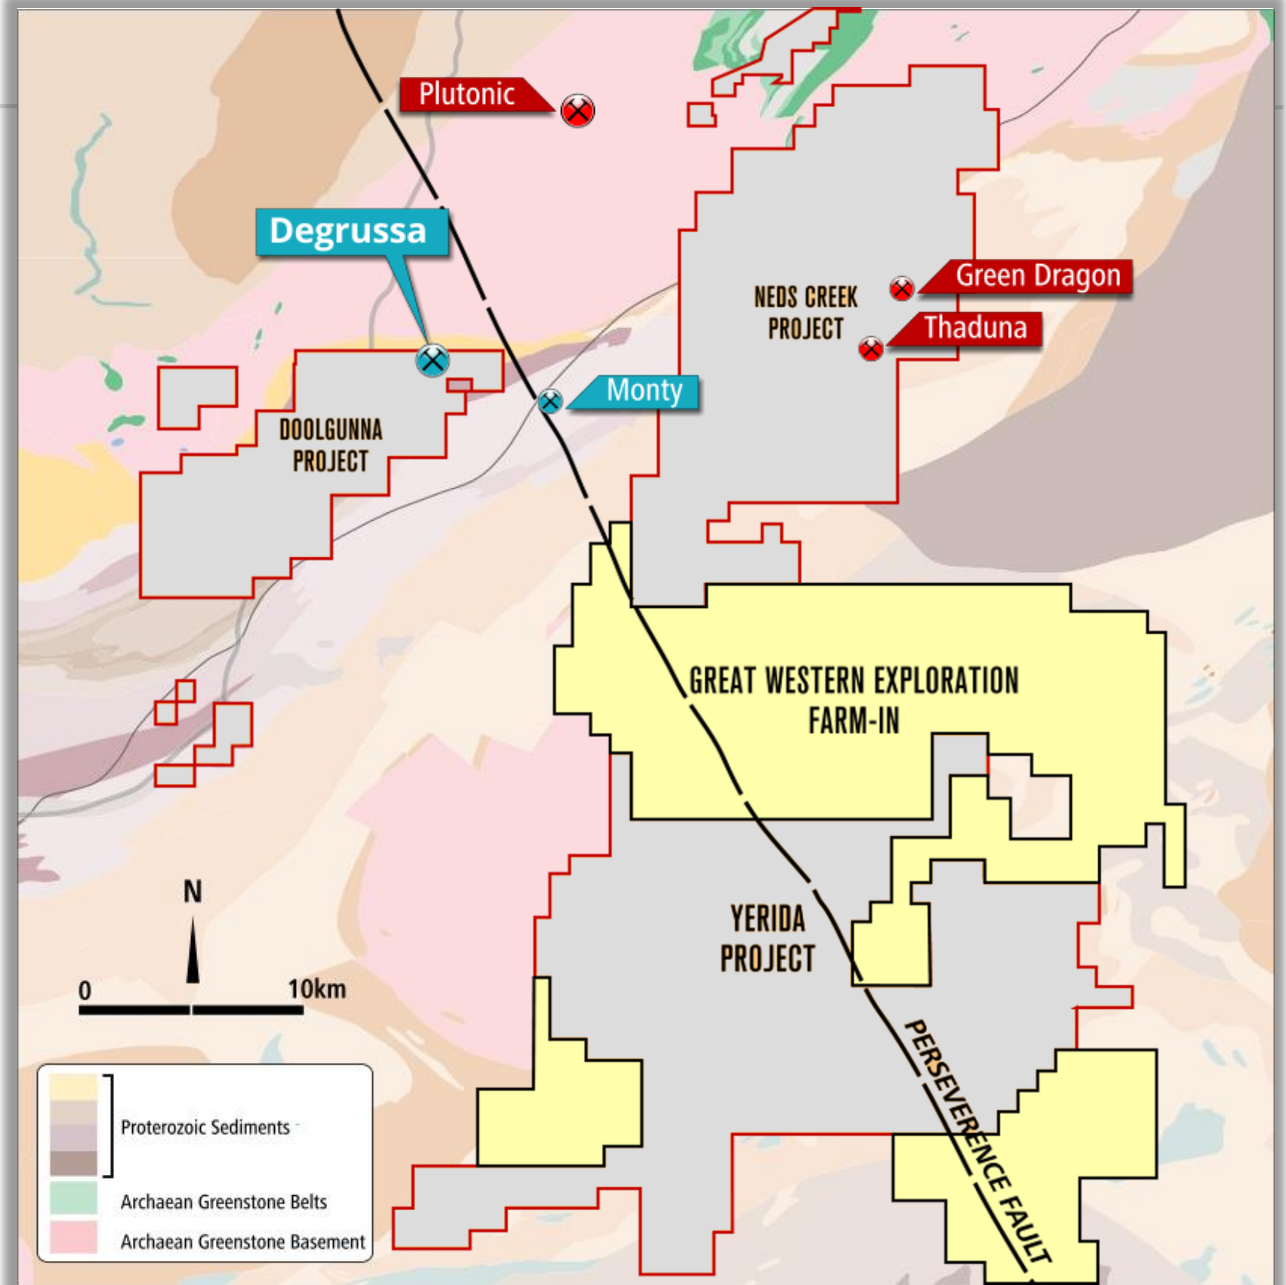 Plutonic
Degrussa
Green Dragon
NEDS CREEK
PROJECT
Thaduna
Monty
DOOLGUNNA
PROJECT
GREAT WESTERN EXPLORATION
FARM-IN
N
YERIDA
PROJECT
0 10km
PERSEVERENCE FAULT
Proterozoic Sediments
Archaean Greenstone Belts
Archaean Greenstone Basement